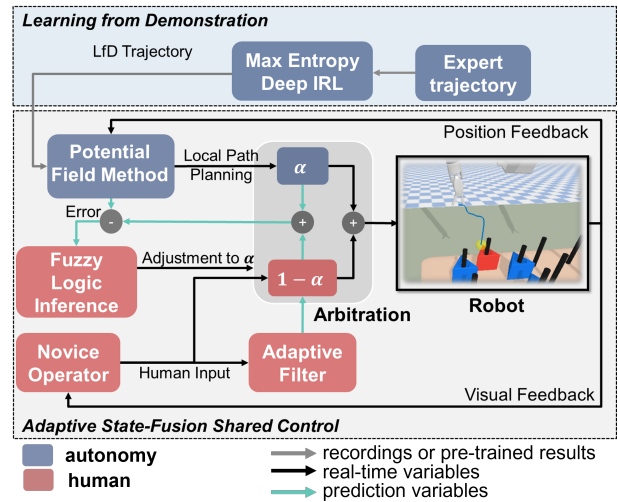 Learning from Demonstration
LfD Trajectory
Max Entropy
Deep IRL
Expert
trajectory
Position Feedback
Potential
Field Method
Local Path
Planning
α
Error
-
+
+
Fuzzy
Logic
Inference
Adjustment to α
1 − α
Arbitration
Robot
Novice
Operator
Human Input
Adaptive
Filter
Visual Feedback
Adaptive State-Fusion Shared Control
autonomy
human
recordings or pre-trained results
real-time variables
prediction variables